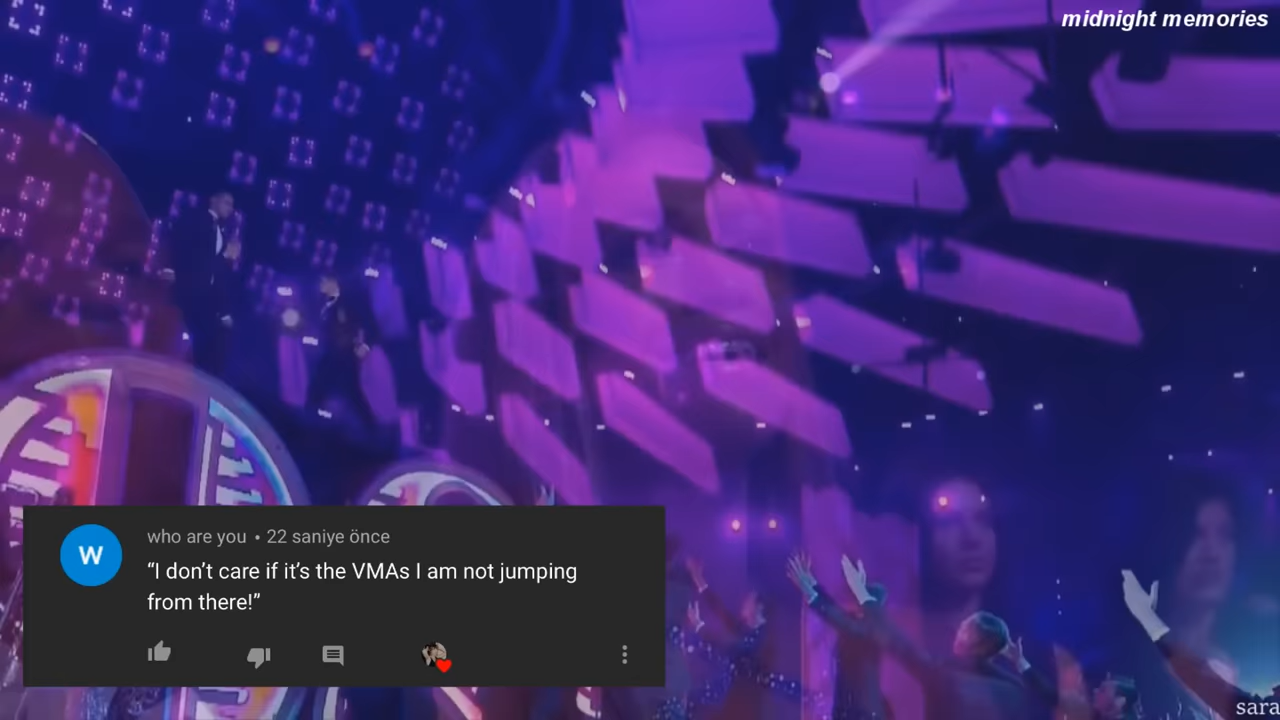 midnight memories
who are you • 22 saniye önce
W
“I don’t care if it’s the VMAs I am not jumping
from there!”
sara